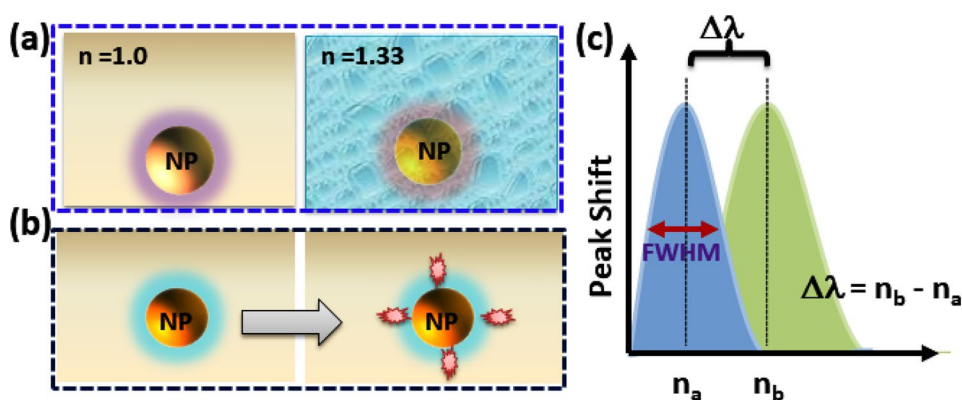 (a)
n =1.0
n =1.33
NP
NP
(b)
NP
NP
(c)
Δλ
Peak Shift
FWHM
Δλ = n_b - n_a
n_a
n_b